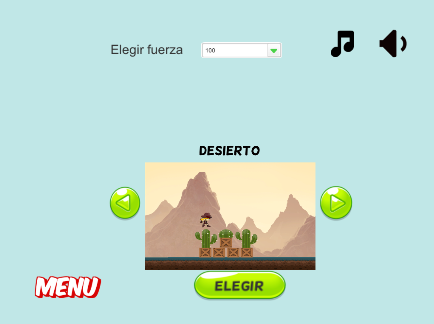 Elegir fuerza
100
DESIERTO
ELEGIR
MENU